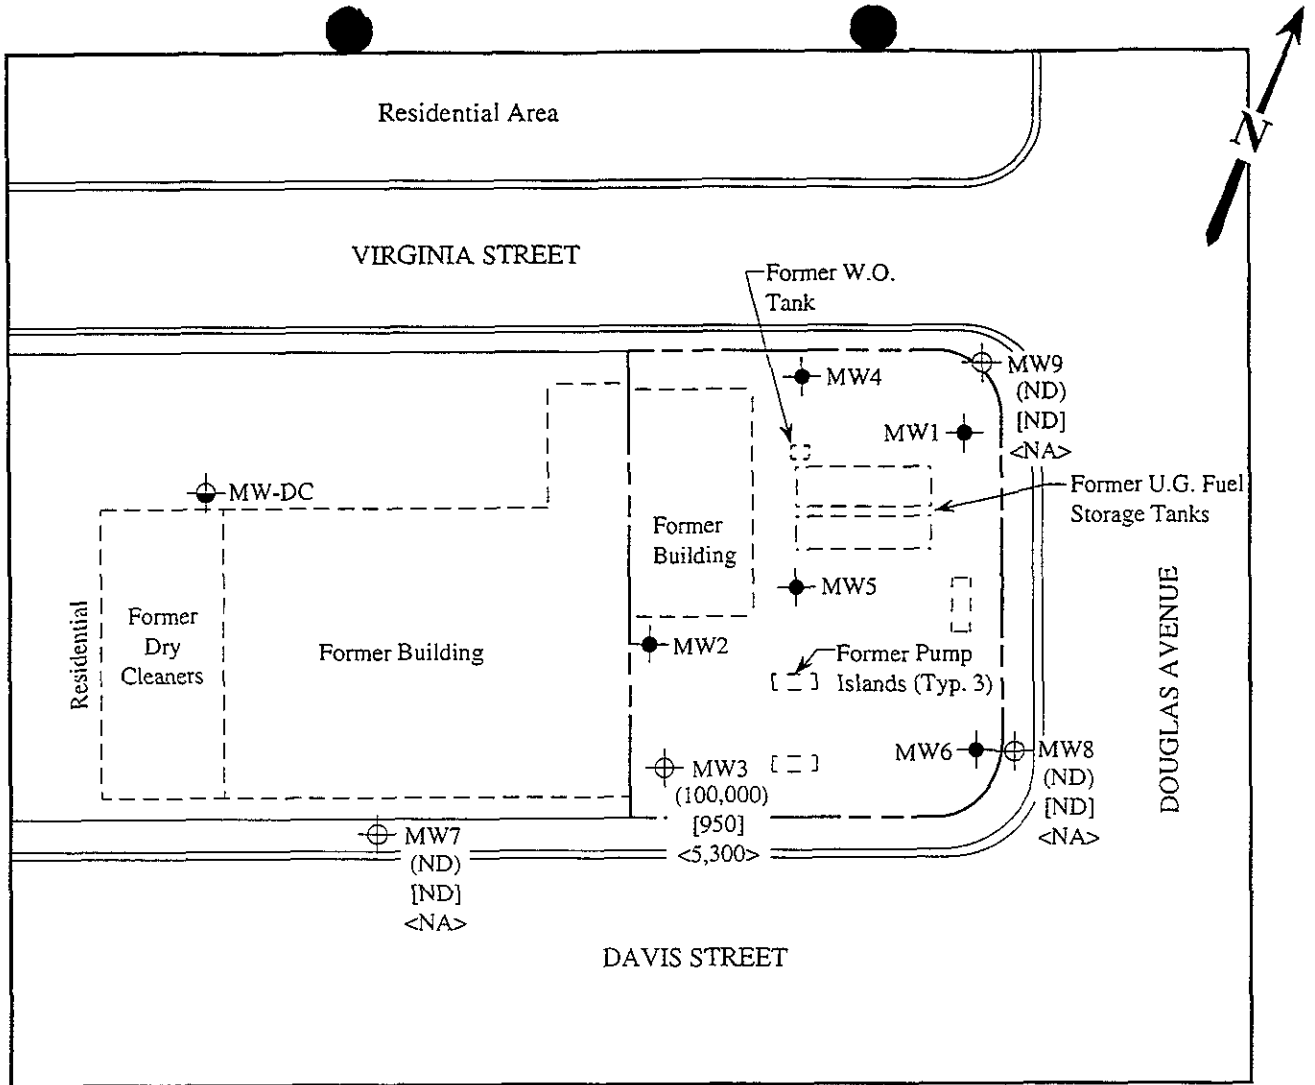 N
Residential Area
VIRGINIA STREET
Former W.O.
Tank
MW9
(ND)
[ND]
<NA>
MW4
MW1
MW-DC
Former U.G. Fuel
Storage Tanks
Former
Building
MW5
Residential
Former
Dry
Cleaners
Former Building
MW2
Former Pump
Islands (Typ. 3)
DOUGLAS AVENUE
MW6
MW8
(ND)
[ND]
<NA>
MW3
(100,000)
[950]
<5,300>
MW7
(ND)
[ND]
<NA>
DAVIS STREET